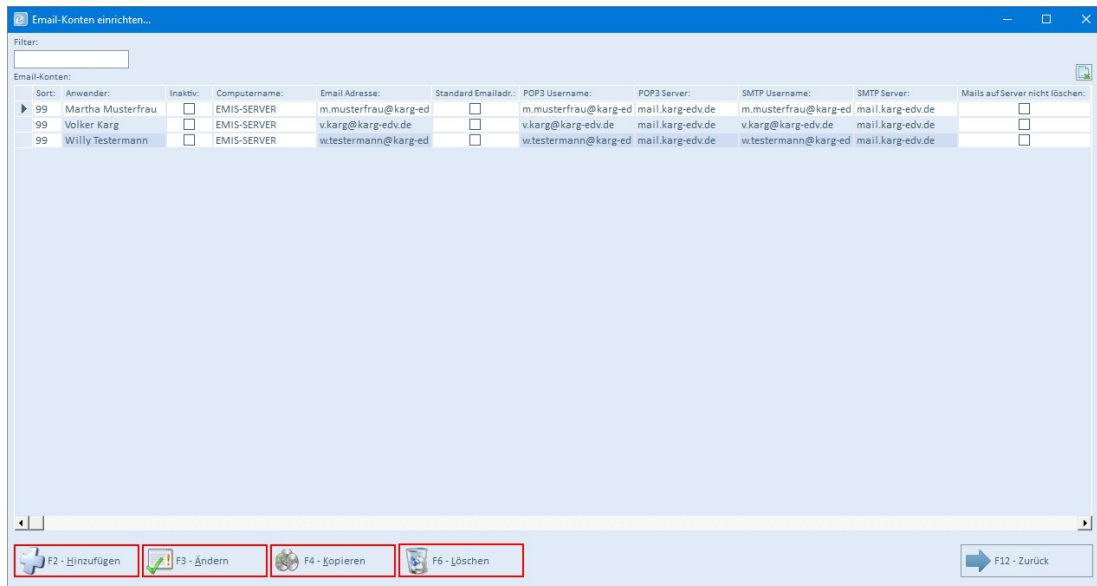 Email-Konten einrichten...
Filter:
Email-Konten:
Sort: Anwender: Inaktiv: Computername: Email Adresse: Standard Emailadr.: POP3 Username: POP3 Server: SMTP Username: SMTP Server: Mails auf Server nicht löschen:
99 Martha Musterfrau EMIS-SERVER m.musterfrau@karg-ed m.musterfrau@karg-ed mail.karg-edv.de m.musterfrau@karg-ed mail.karg-edv.de
99 Volker Karg EMIS-SERVER v.karg@karg-edv.de v.karg@karg-edv.de mail.karg-edv.de v.karg@karg-edv.de mail.karg-edv.de
99 Willy Testermann EMIS-SERVER w.testermann@karg-ed w.testermann@karg-ed mail.karg-edv.de w.testermann@karg-ed mail.karg-edv.de
F2 - Hinzufügen F3 - Ändern F4 - Kopieren F6 - Löschen F12 - Zurück